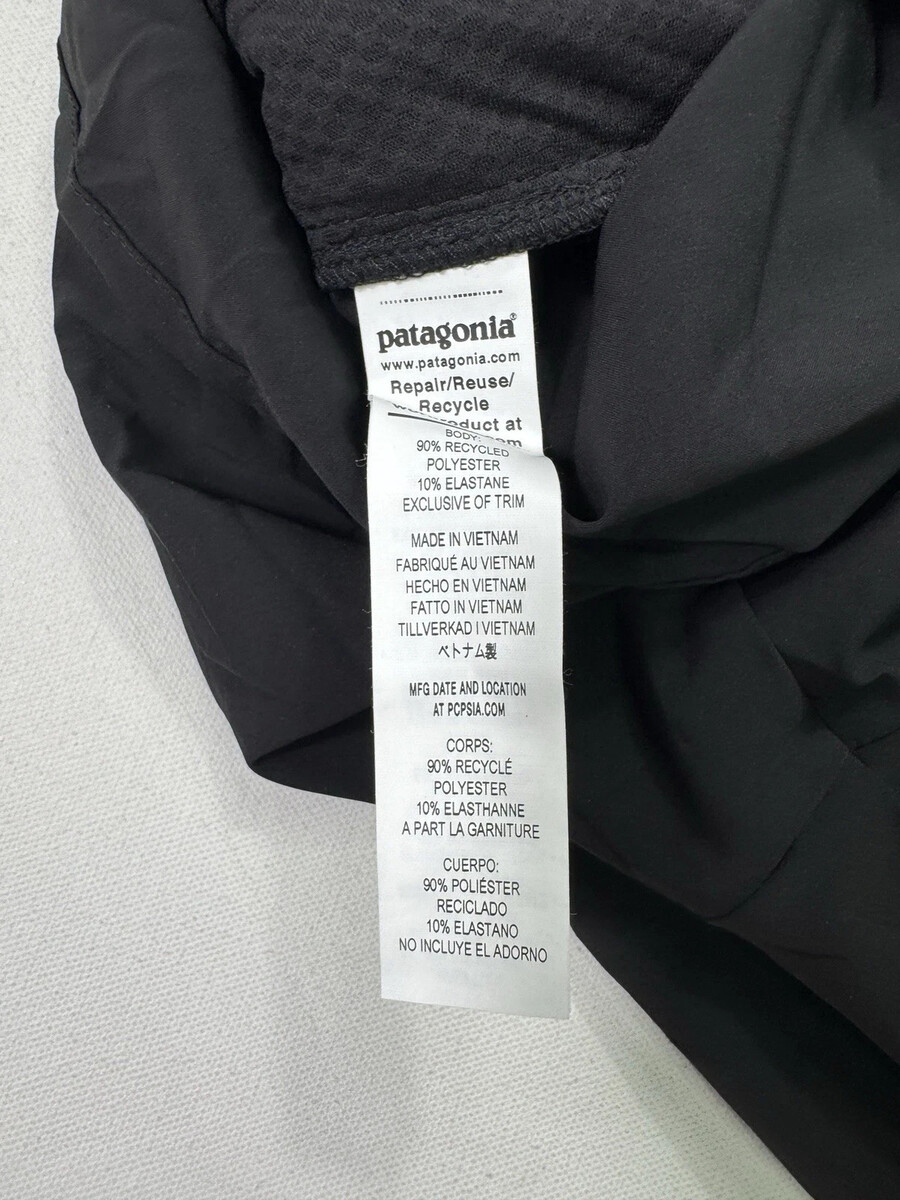 patagonia®
www.patagonia.com
Repair/Reuse/
Recycle
duct at
BODY:
90% RECYCLED
POLYESTER
10% ELASTANE
EXCLUSIVE OF TRIM
MADE IN VIETNAM
FABRIQUÉ AU VIETNAM
HECHO EN VIETNAM
FATTO IN VIETNAM
TILLVERKAD I VIETNAM
ベトナム製
MFG DATE AND LOCATION
AT PCPSIA.COM
CORPS:
90% RECYCLÉ
POLYESTER
10% ELASTHANNE
A PART LA GARNITURE
CUERPO:
90% POLIÉSTER
RECICLADO
10% ELASTANO
NO INCLUYE EL ADORNO